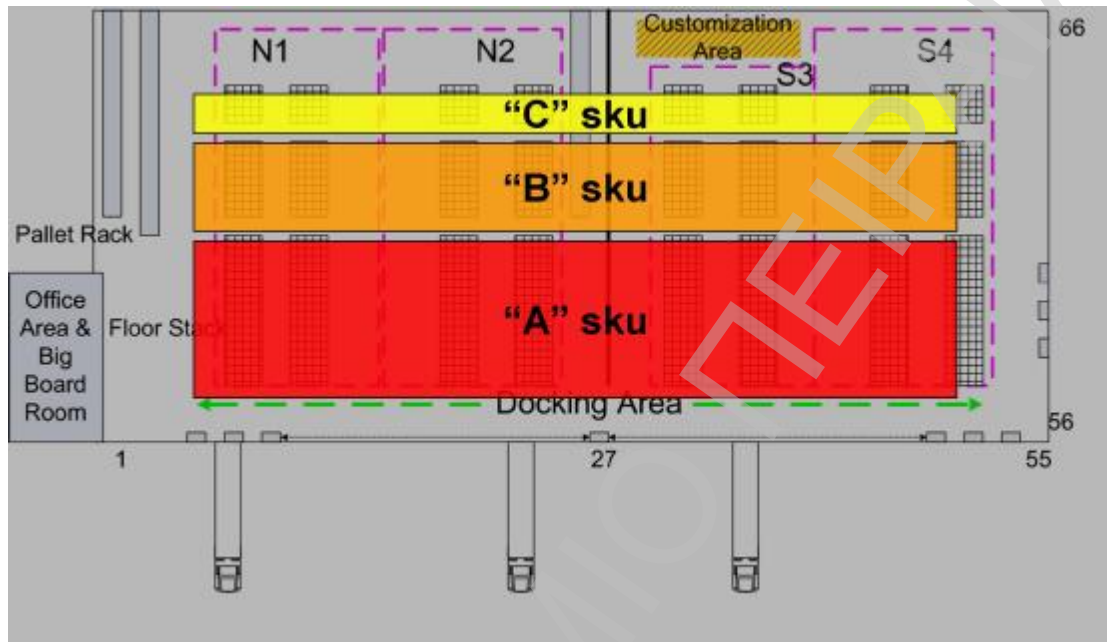 Customization
Area
66
N1
N2
S3
S4
“C” sku
“B” sku
Pallet Rack
Office
Area &
Big
Board
Room
Floor Stack
“A” sku
Docking Area
56
1
27
55